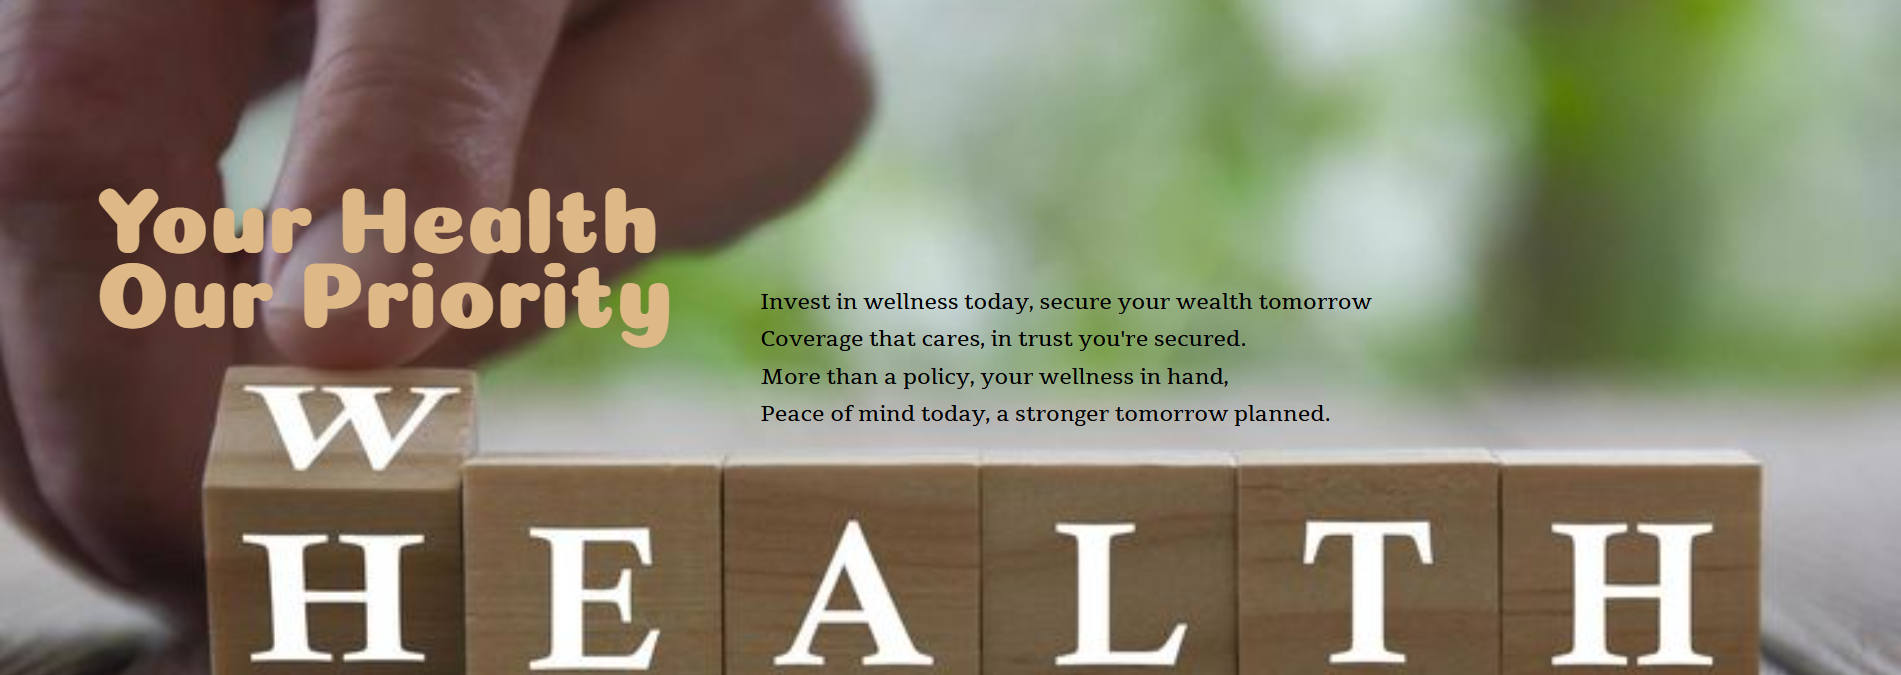 Your Health
Our Priority
Invest in wellness today, secure your wealth tomorrow
Coverage that cares, in trust you're secured.
More than a policy, your wellness in hand,
Peace of mind today, a stronger tomorrow planned.
W
HEALTH